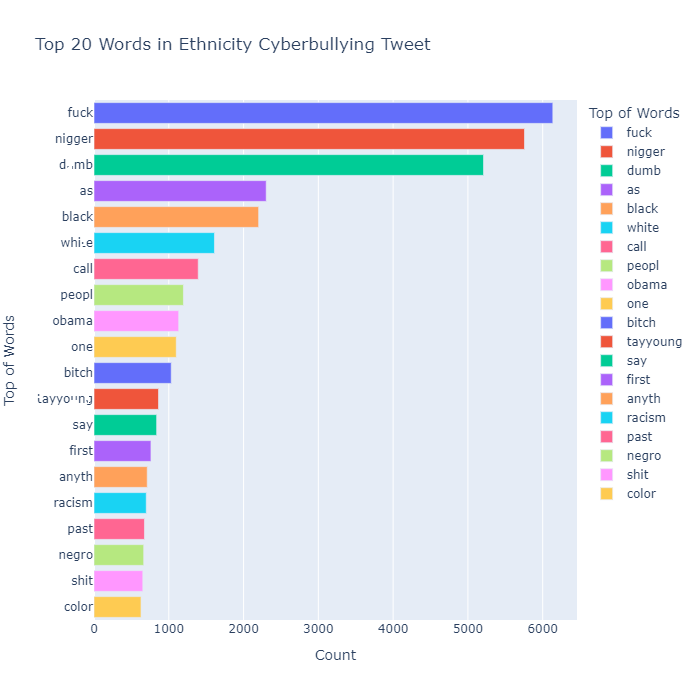 Top 20 Words in Ethnicity Cyberbullying Tweet
fuck
nigger
dumb
as
black
white
call
peopl
obama
one
bitch
tayyoung
say
first
anyth
racism
past
negro
shit
color
Top of Words
0 1000 2000 3000 4000 5000 6000
Count
Top of Words
fuck
nigger
dumb
as
black
white
call
peopl
obama
one
bitch
tayyoung
say
first
anyth
racism
past
negro
shit
color